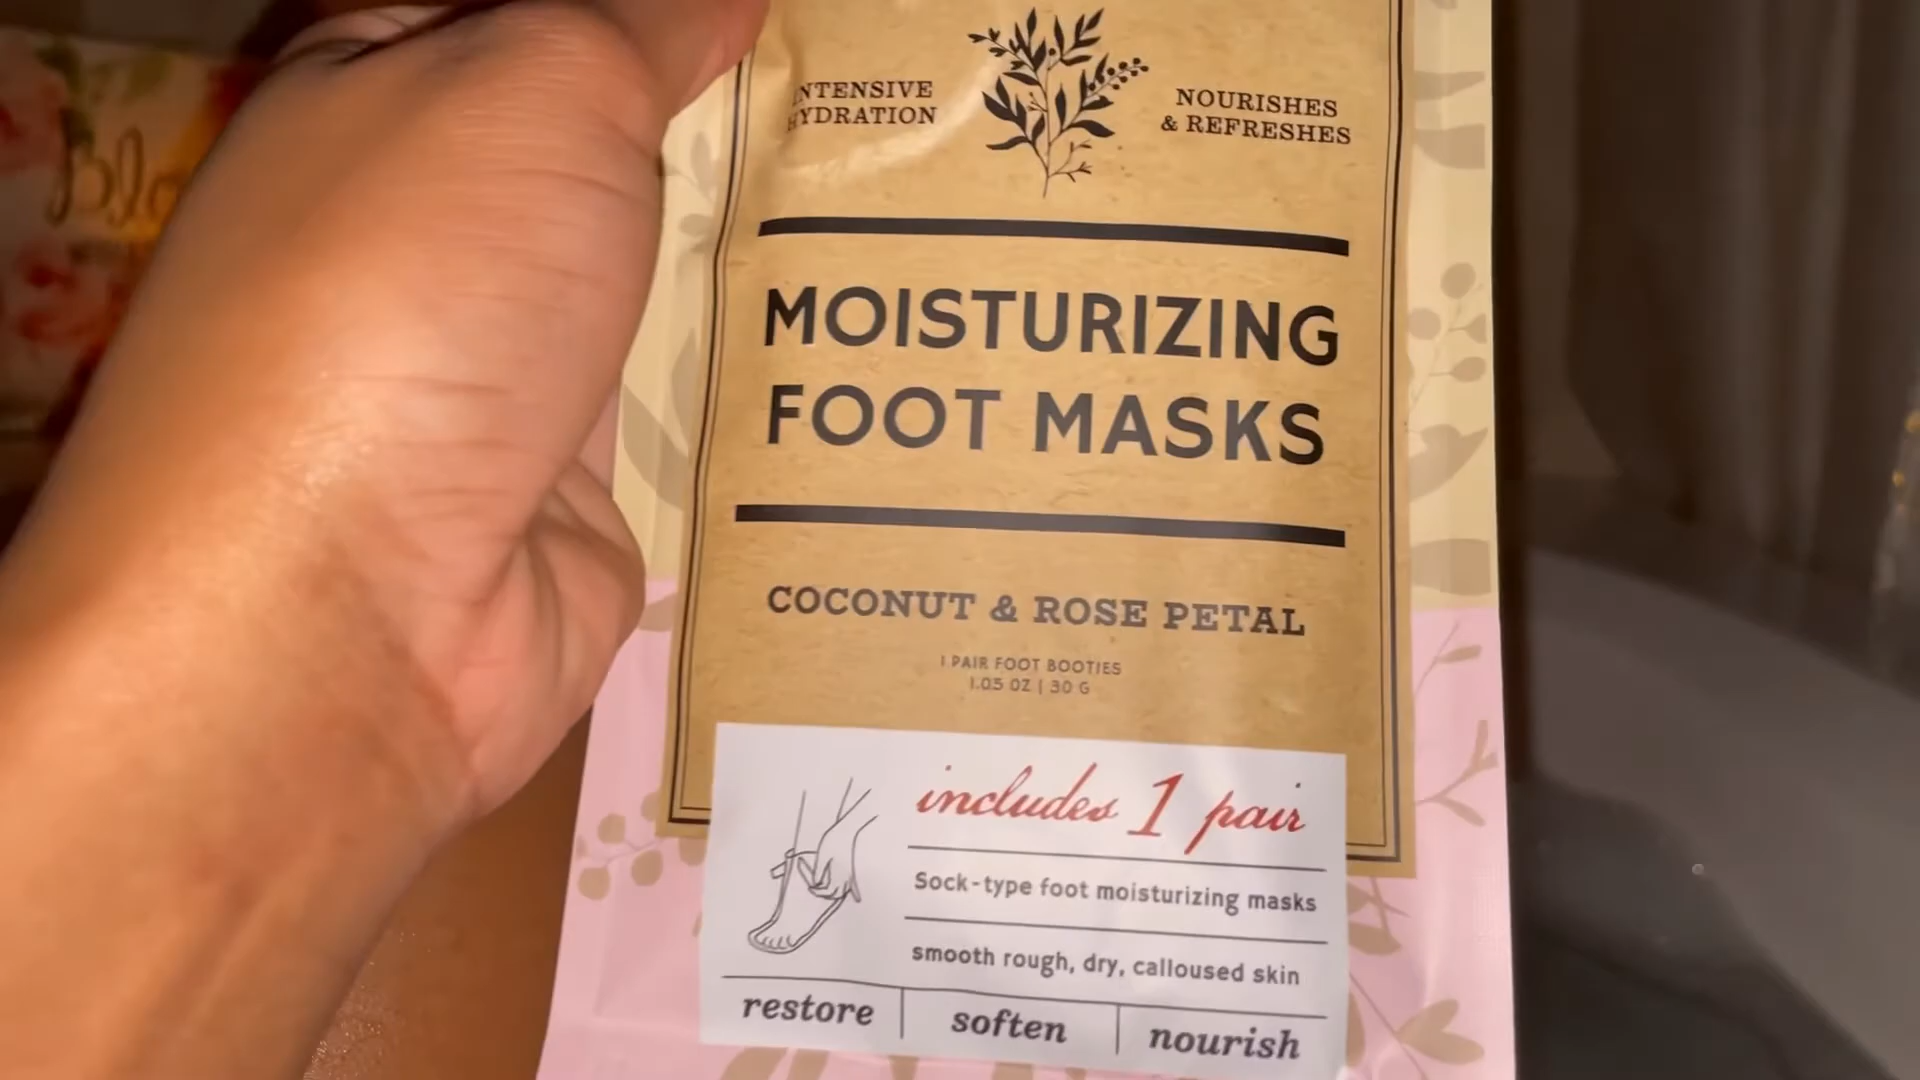 INTENSIVE
HYDRATION
NOURISHES
& REFRESHES
MOISTURIZING
FOOT MASKS
COCONUT & ROSE PETAL
1 PAIR FOOT BOOTIES
1.05 OZ | 30 G
includes 1 pair
Sock-type foot moisturizing masks
smooth rough, dry, calloused skin
restore
soften
nourish